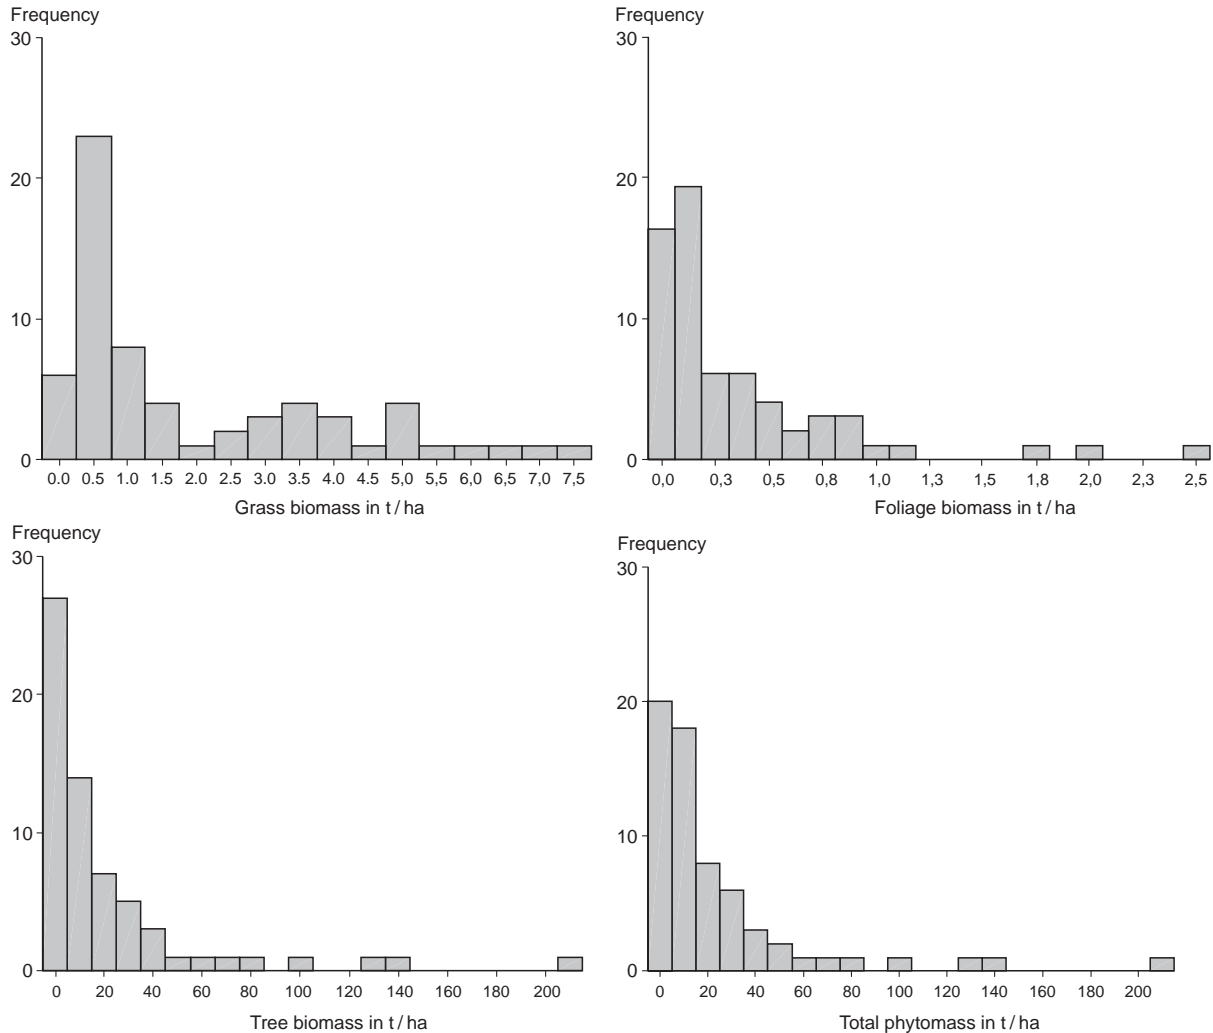 Frequency
30
20
10
0
0.0 0.5 1.0 1.5 2.0 2.5 3.0 3.5 4.0 4.5 5.0 5,5 6,0 6,5 7,0 7,5
Grass biomass in t / ha
Frequency
30
20
10
0
0,0 0,3 0,5 0,8 1,0 1,3 1,5 1,8 2,0 2,3 2,5
Foliage biomass in t / ha
Frequency
30
20
10
0
0 20 40 60 80 100 120 140 160 180 200
Tree biomass in t / ha
Frequency
30
20
10
0
0 20 40 60 80 100 120 140 160 180 200
Total phytomass in t / ha